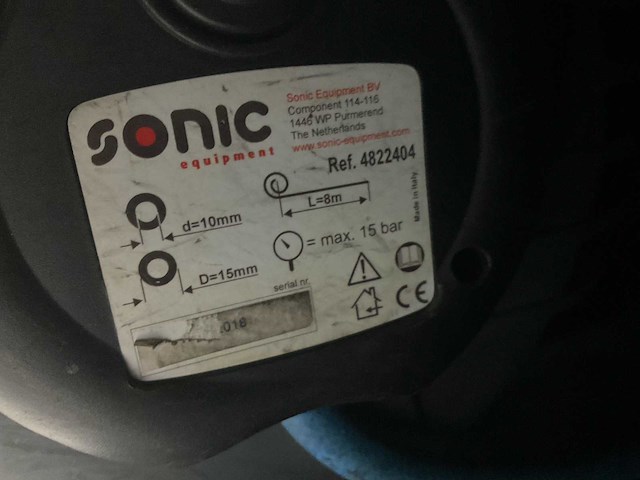 SONIC
equipment
Sonic Equipment BV
Component 114-116
1446 WP Purmerend
The Netherlands
www.sonic-equipment.com
Ref. 4822404
L=8m
Made in Italy
d=10mm
= max. 15 bar
D=15mm
serial nr.
018
CE